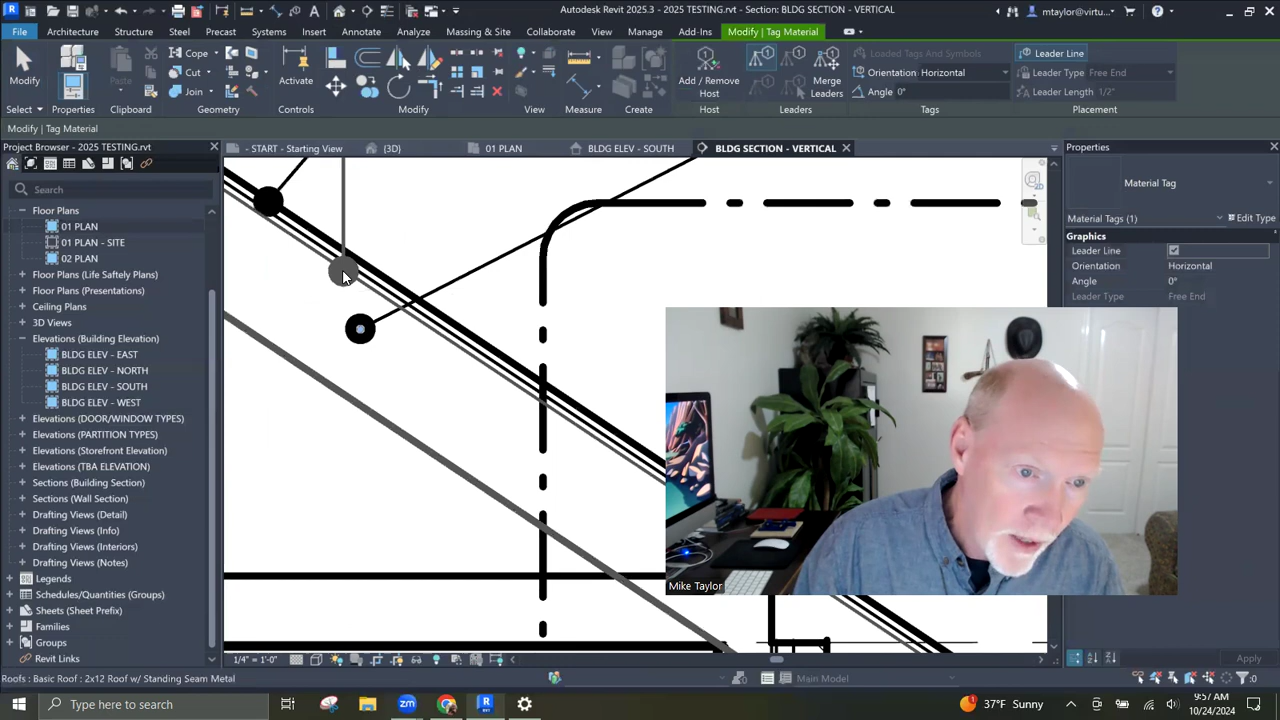 Autodesk Revit 2025.3 - 2025 TESTING.rvt - Section: BLDG SECTION - VERTICAL
mtaylor@virtu...
File Architecture Structure Steel Precast Systems Insert Annotate Analyze Massing & Site Collaborate View Manage Add-Ins Modify | Tag Material
Modify
Paste
Cope
Cut
Join
Activate
Add / Remove
Host
Merge
Leaders
Loaded Tags And Symbols
Orientation Horizontal
Angle 0°
Leader Line
Leader Type Free End
Leader Length 1/2"
Select Properties Clipboard Geometry Controls Modify View Measure Create Host Leaders Tags Placement
Modify | Tag Material
Project Browser - 2025 TESTING.rvt
- START - Starting View
(3D)
01 PLAN
BLDG ELEV - SOUTH
BLDG SECTION - VERTICAL
Properties
Search
Floor Plans
01 PLAN
01 PLAN - SITE
02 PLAN
Floor Plans (Life Saftely Plans)
Floor Plans (Presentations)
Ceiling Plans
3D Views
Elevations (Building Elevation)
BLDG ELEV - EAST
BLDG ELEV - NORTH
BLDG ELEV - SOUTH
BLDG ELEV - WEST
Elevations (DOOR/WINDOW TYPES)
Elevations (PARTITION TYPES)
Elevations (Storefront Elevation)
Elevations (TBA ELEVATION)
Sections (Building Section)
Sections (Wall Section)
Drafting Views (Detail)
Drafting Views (Info)
Drafting Views (Interiors)
Drafting Views (Notes)
Legends
Schedules/Quantities (Groups)
Sheets (Sheet Prefix)
Families
Groups
Revit Links
2D
Material Tag
Material Tags (1)
Edit Type
Graphics
Leader Line
Orientation Horizontal
Angle 0°
Leader Type Free End
Mike Taylor
1/4" = 1'-0"
Apply
Roofs : Basic Roof : 2x12 Roof w/ Standing Seam Metal
:0
Main Model
:0
Type here to search
37°F Sunny
9:57 AM
10/24/2024